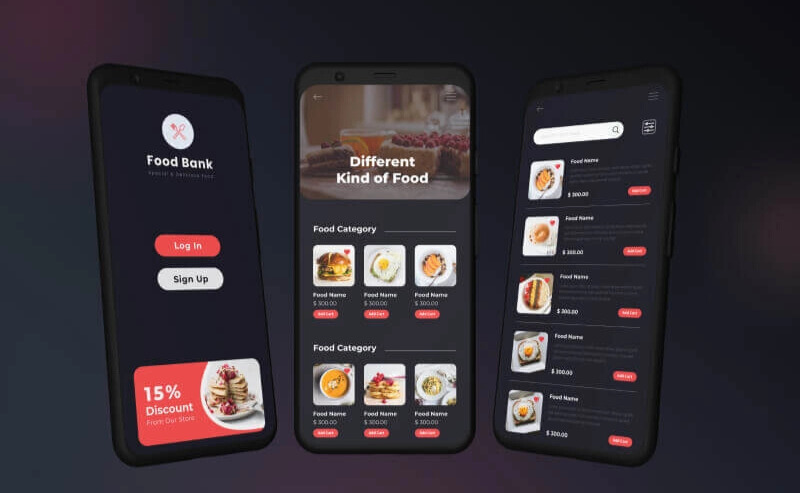 Food Bank
Special & Delicious Food
Log In
Sign Up
15%
Discount
From Our Store
Different
Kind of Food
Food Category
Food Name
$ 300.00
Add Cart
Food Name
$ 300.00
Add Cart
Food Name
$ 300.00
Add Cart
Food Category
Food Name
$ 300.00
Add Cart
Food Name
$ 300.00
Add Cart
Food Name
$ 300.00
Add Cart
Food Name
$ 300.00
Add Cart
Food Name
$ 300.00
Add Cart
Food Name
$ 300.00
Add Cart
Food Name
$ 300.00
Add Cart
Food Name
$ 300.00
Add Cart